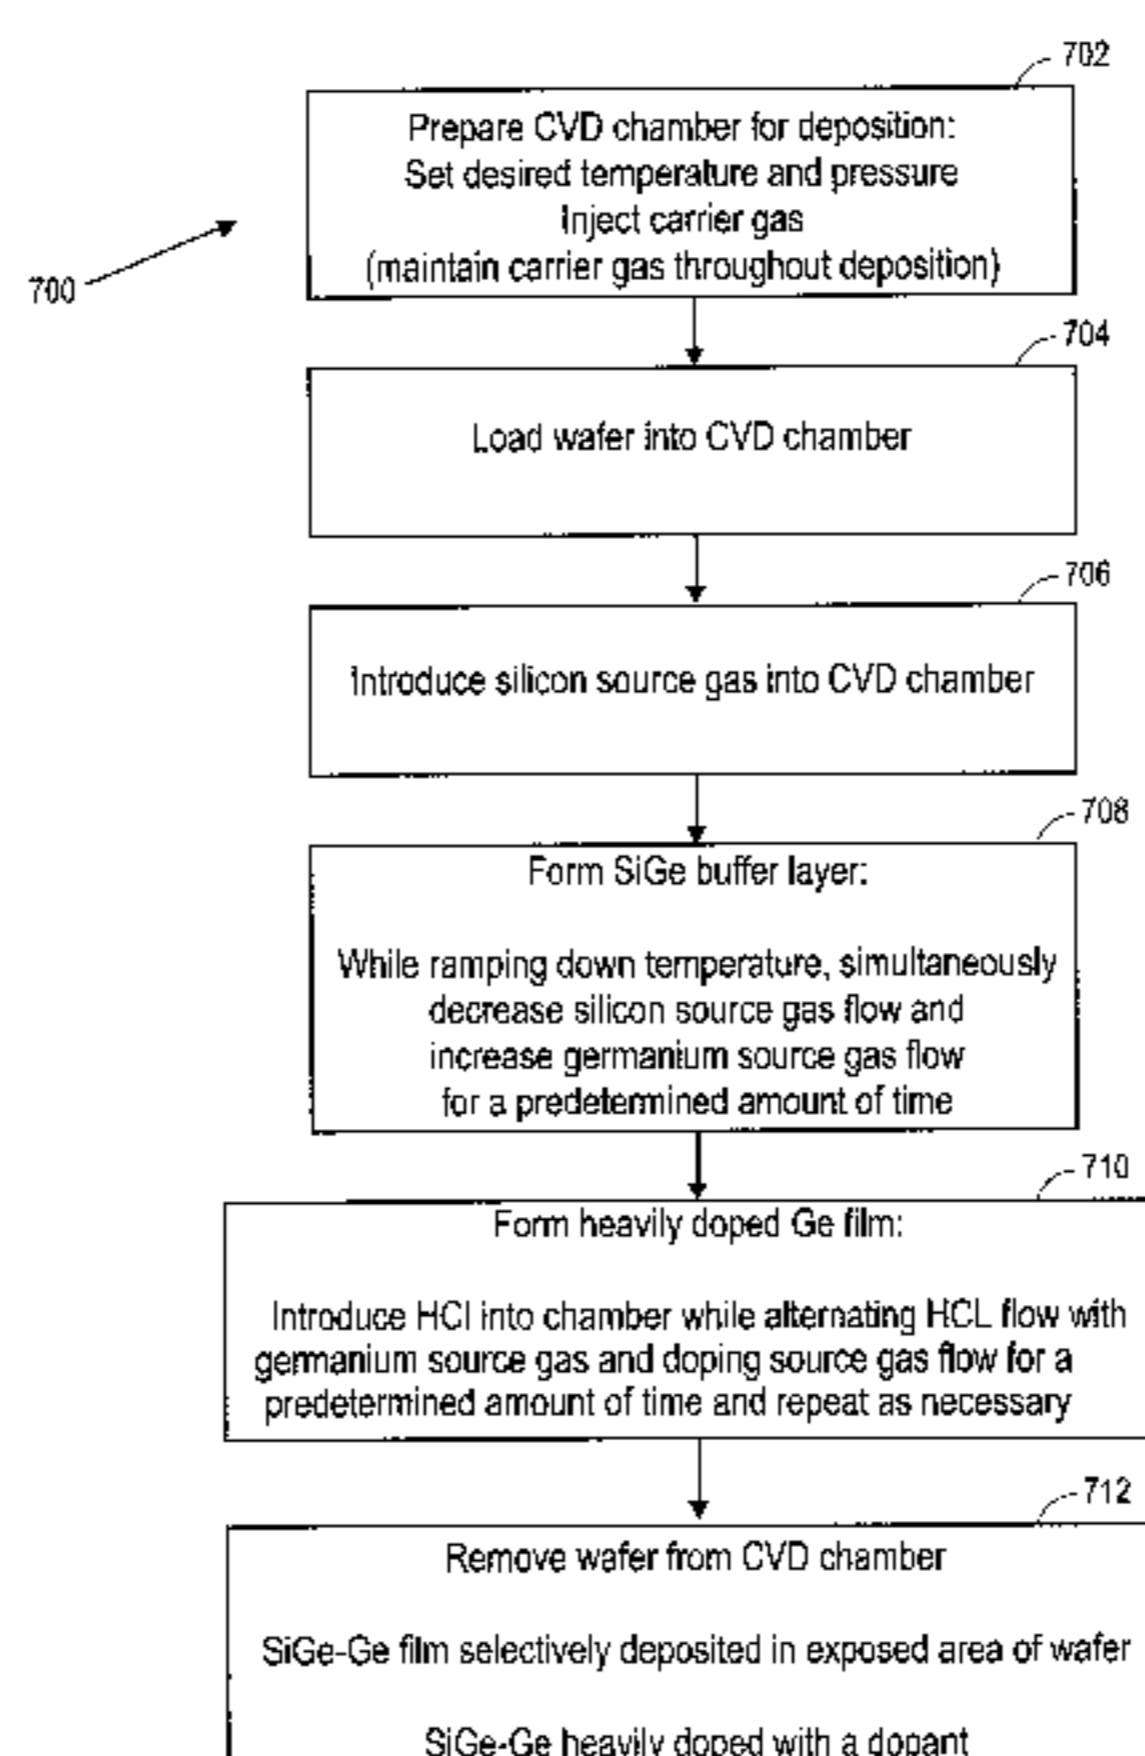 702
Prepare CVD chamber for deposition:
Set desired temperature and pressure
Inject carrier gas
(maintain carrier gas throughout deposition)
700
704
Load wafer into CVD chamber
706
Introduce silicon source gas into CVD chamber
708
Form SiGe buffer layer:
While ramping down temperature, simultaneously
decrease silicon source gas flow and
increase germanium source gas flow
for a predetermined amount of time
710
Form heavily doped Ge film:
Introduce HCl into chamber while alternating HCL flow with
germanium source gas and doping source gas flow for a
predetermined amount of time and repeat as necessary
712
Remove wafer from CVD chamber
SiGe-Ge film selectively deposited in exposed area of wafer
SiGe-Ge heavily doped with a dopant